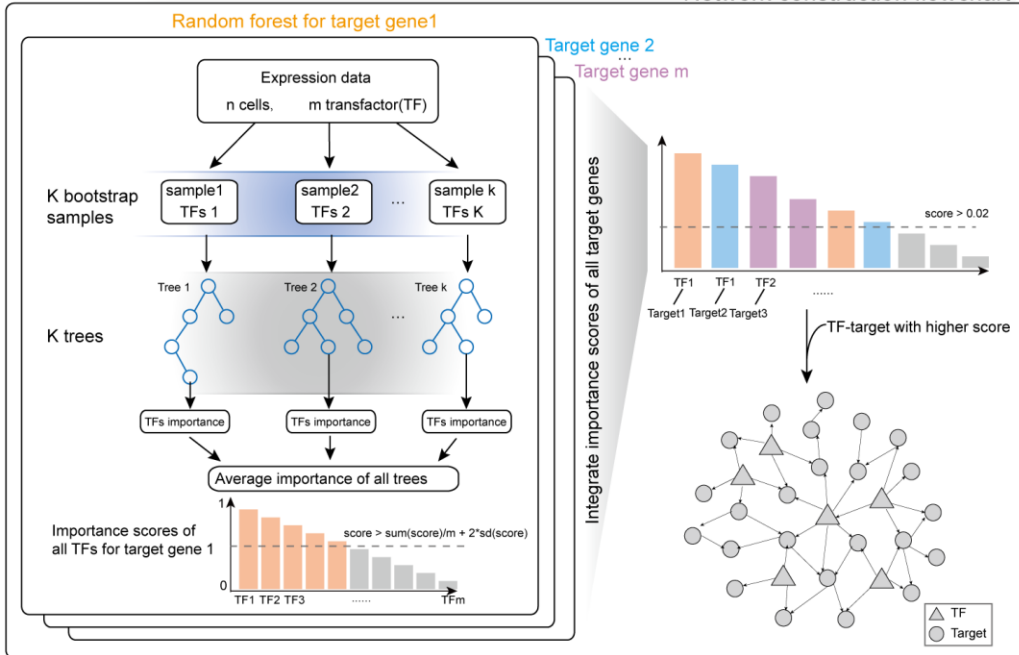 Network construction flowchart
Random forest for target gene1
Target gene 2
...
Target gene m
Expression data
n cells, m transfactor(TF)
K bootstrap
samples
sample1
TFs 1
sample2
TFs 2
...
sample k
TFs K
K trees
Tree 1
Tree 2
...
Tree k
TFs importance
TFs importance
TFs importance
Average importance of all trees
Importance scores of
all TFs for target gene 1
1
0
score > sum(score)/m + 2*sd(score)
TF1 TF2 TF3 ...... TFm
Integrate importance scores of all target genes
score > 0.02
TF1 TF1 TF2 ......
Target1 Target2 Target3
TF-target with higher score
TF
Target